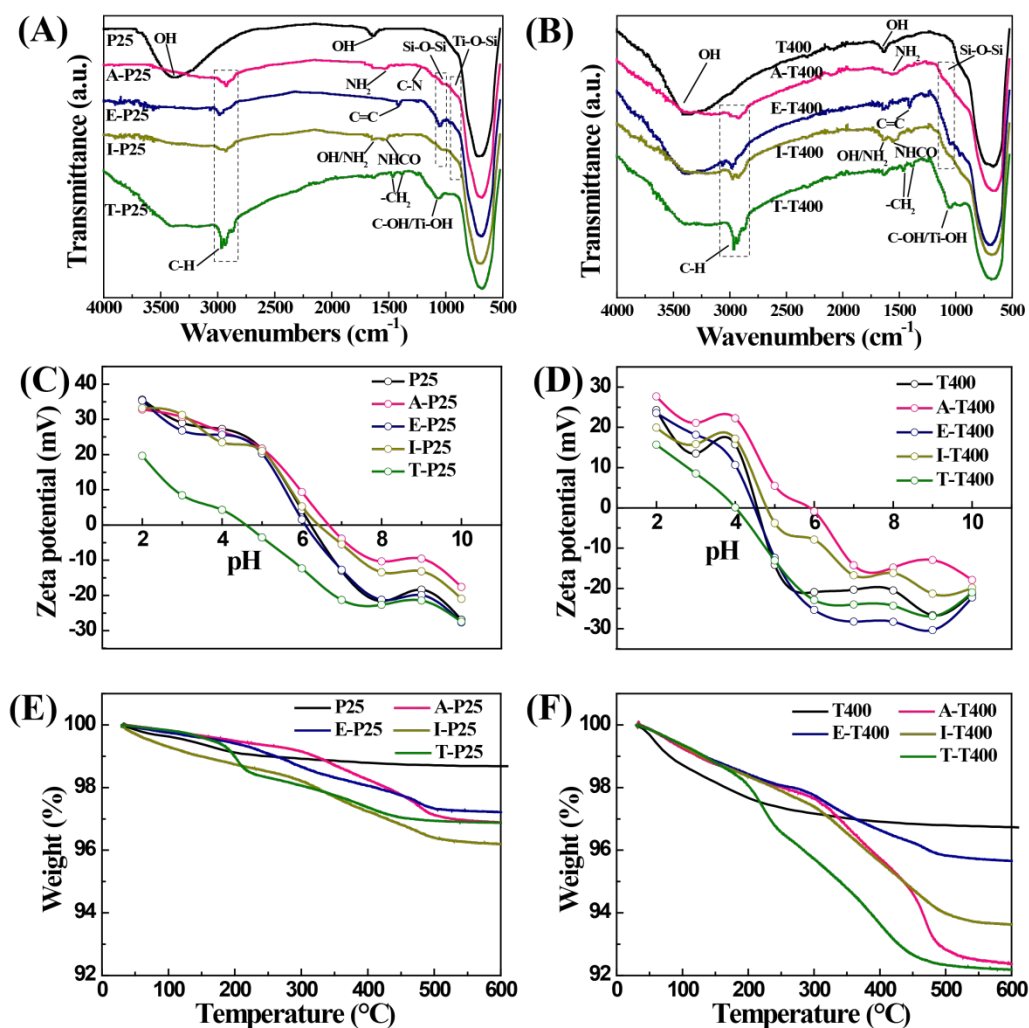 (A)
P25
OH
OH
Si-O-Si
Ti-O-Si
A-P25
NH2
C-N
E-P25
C=C
I-P25
OH/NH2
NHCO
T-P25
-CH2
C-OH/Ti-OH
C-H
Transmittance (a.u.)
4000 3500 3000 2500 2000 1500 1000 500
Wavenumbers (cm-1)
(B)
OH
T400
OH
NH2
Si-O-Si
A-T400
E-T400
C=C
I-T400
OH/NH2
NHCO
T-T400
-CH2
C-OH/Ti-OH
C-H
Transmittance (a.u.)
4000 3500 3000 2500 2000 1500 1000 500
Wavenumbers (cm-1)
(C)
Zeta potential (mV)
40
30
20
10
0
-10
-20
-30
2 4 6 8 10
pH
P25
A-P25
E-P25
I-P25
T-P25
(D)
Zeta potential (mV)
30
20
10
0
-10
-20
-30
2 4 6 8 10
pH
T400
A-T400
E-T400
I-T400
T-T400
(E)
Weight (%)
100
98
96
94
92
P25 A-P25
E-P25 I-P25
T-P25
0 100 200 300 400 500 600
Temperature (°C)
(F)
Weight (%)
100
98
96
94
92
T400 A-T400
E-T400 I-T400
T-T400
0 100 200 300 400 500 600
Temperature (°C)